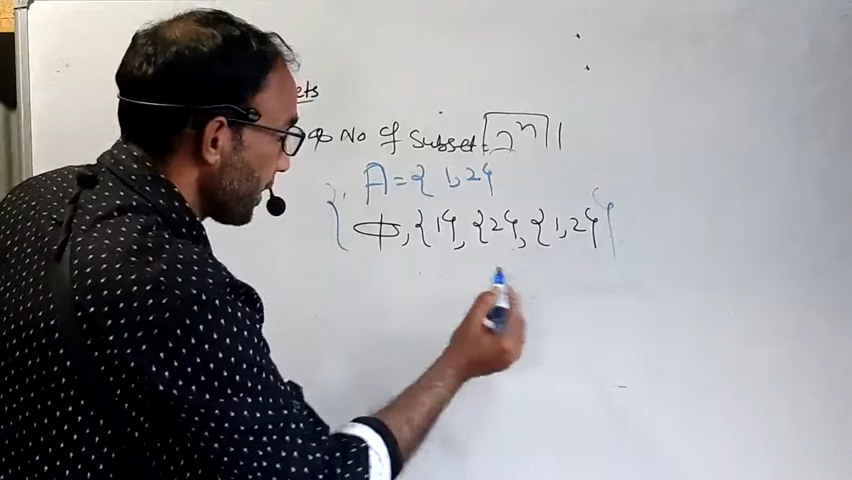 ets
No of Subset = 2ⁿ
A = { 1, 2 }
{ ϕ, {1}, {2}, {1, 2} }